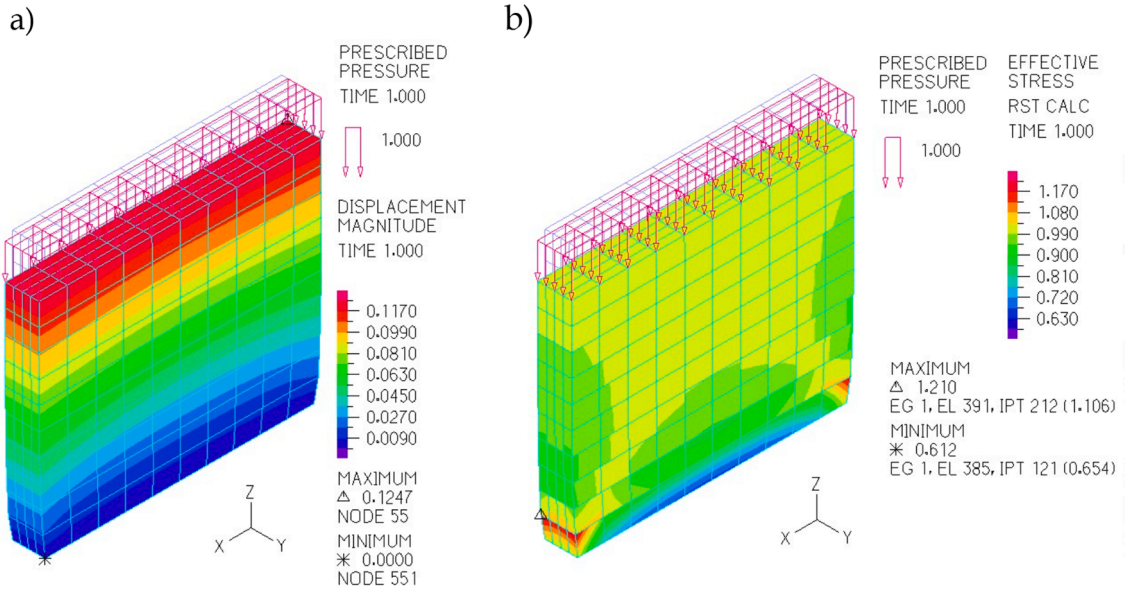 a)
PRESCRIBED
PRESSURE
TIME 1.000
1.000
DISPLACEMENT
MAGNITUDE
TIME 1.000
0.1170
0.0990
0.0810
0.0630
0.0450
0.0270
0.0090
MAXIMUM
△ 0.1247
NODE 55
MINIMUM
✳ 0.0000
NODE 551
Z
X
Y
b)
PRESCRIBED
PRESSURE
TIME 1.000
1.000
EFFECTIVE
STRESS
RST CALC
TIME 1.000
1.170
1.080
0.990
0.900
0.810
0.720
0.630
MAXIMUM
△ 1.210
EG 1, EL 391, IPT 212 (1.106)
MINIMUM
✳ 0.612
EG 1, EL 385, IPT 121 (0.654)
Z
X
Y